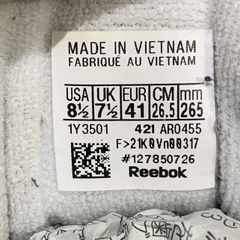 MADE IN VIETNAM
FABRIQUÉ AU VIETNAM
USA UK EUR CM mm
8½ 7½ 41 26.5 265
1Y3501 421 AR0455
F>21K0Vn00317
#127850726
Reebok